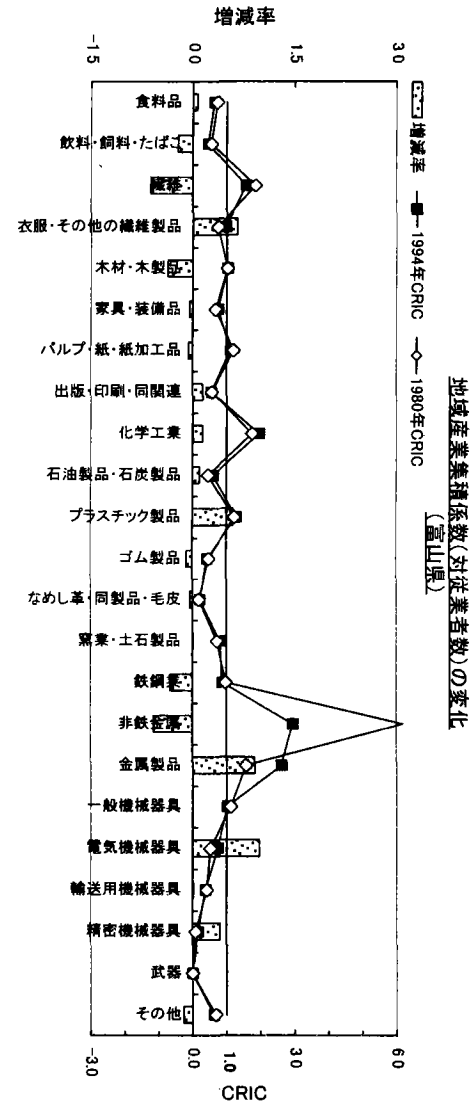 地域産業集積係数(対従業者数)の変化
(富山県)
増減率
1994年CRIC
1980年CRIC
増減率
-1.5
0.0
1.5
3.0
食料品
飲料・飼料・たばこ
繊維
衣服・その他の繊維製品
木材・木製品
家具・装備品
パルプ・紙・紙加工品
出版・印刷・同関連
化学工業
石油製品・石炭製品
プラスチック製品
ゴム製品
なめし革・同製品・毛皮
窯業・土石製品
鉄鋼業
非鉄金属
金属製品
一般機械器具
電気機械器具
輸送用機械器具
精密機械器具
武器
その他
-3.0
0.0
1.0
3.0
6.0
CRIC